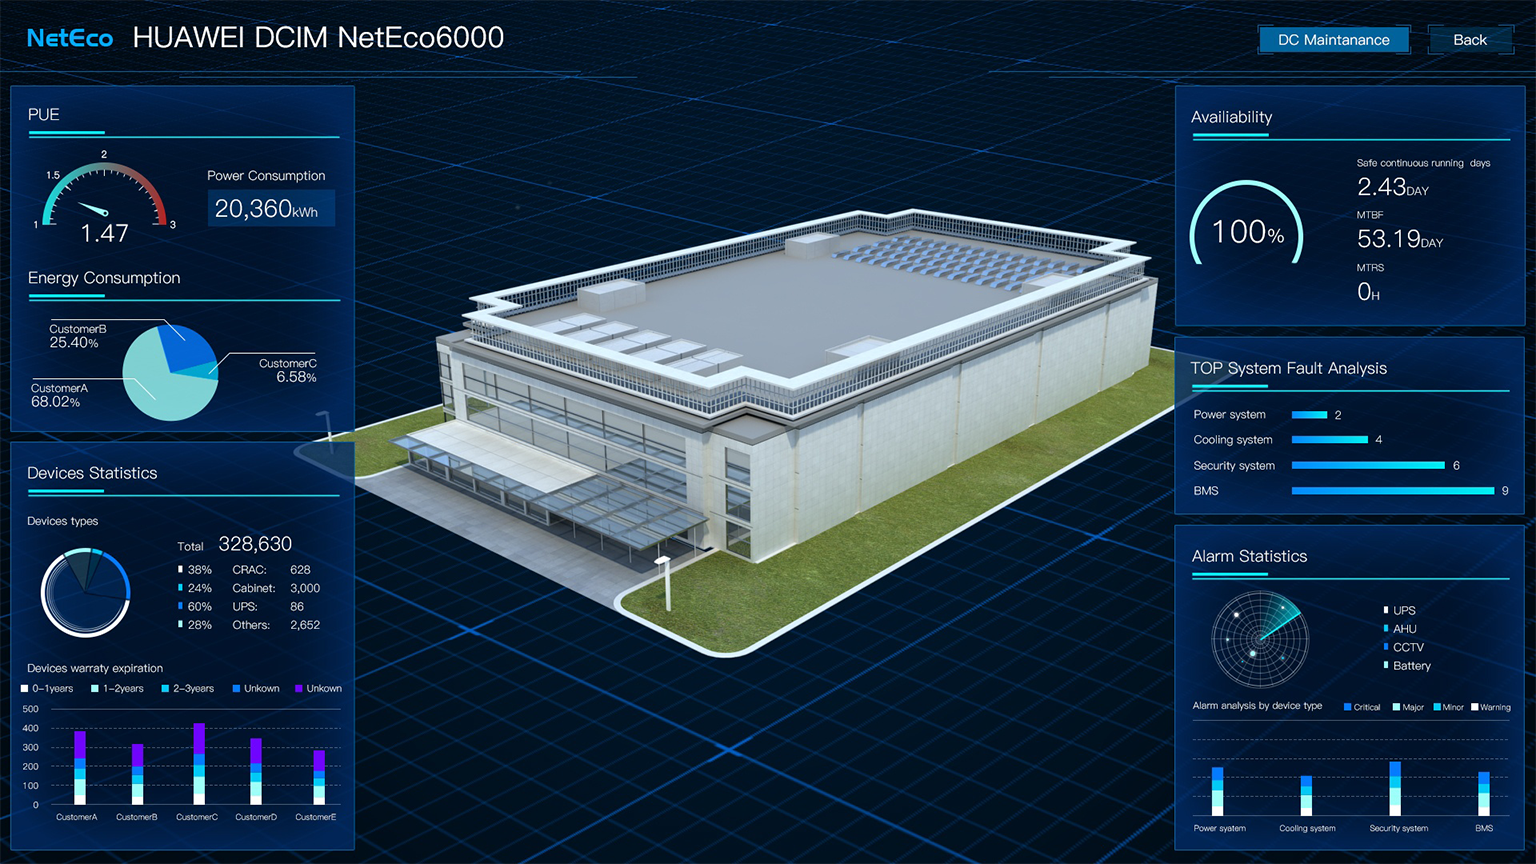 NetEco HUAWEI DCIM NetEco6000
DC Maintanance
Back
PUE
1
1.5
2
3
1.47
Power Consumption
20,360kWh
Energy Consumption
CustomerB
25.40%
CustomerC
6.58%
CustomerA
68.02%
Devices Statistics
Devices types
Total 328,630
38% CRAC: 628
24% Cabinet: 3,000
60% UPS: 86
28% Others: 2,652
Devices warraty expiration
0-1years 1-2years 2-3years Unkown Unkown
500
400
300
200
100
0
CustomerA CustomerB CustomerC CustomerD CustomerE
Availiability
100%
Safe continuous running days
2.43DAY
MTBF
53.19DAY
MTRS
0H
TOP System Fault Analysis
Power system 2
Cooling system 4
Security system 6
BMS 9
Alarm Statistics
UPS
AHU
CCTV
Battery
Alarm analysis by device type
Critical Major Minor Warning
Power syatem Cooling system Security system BMS